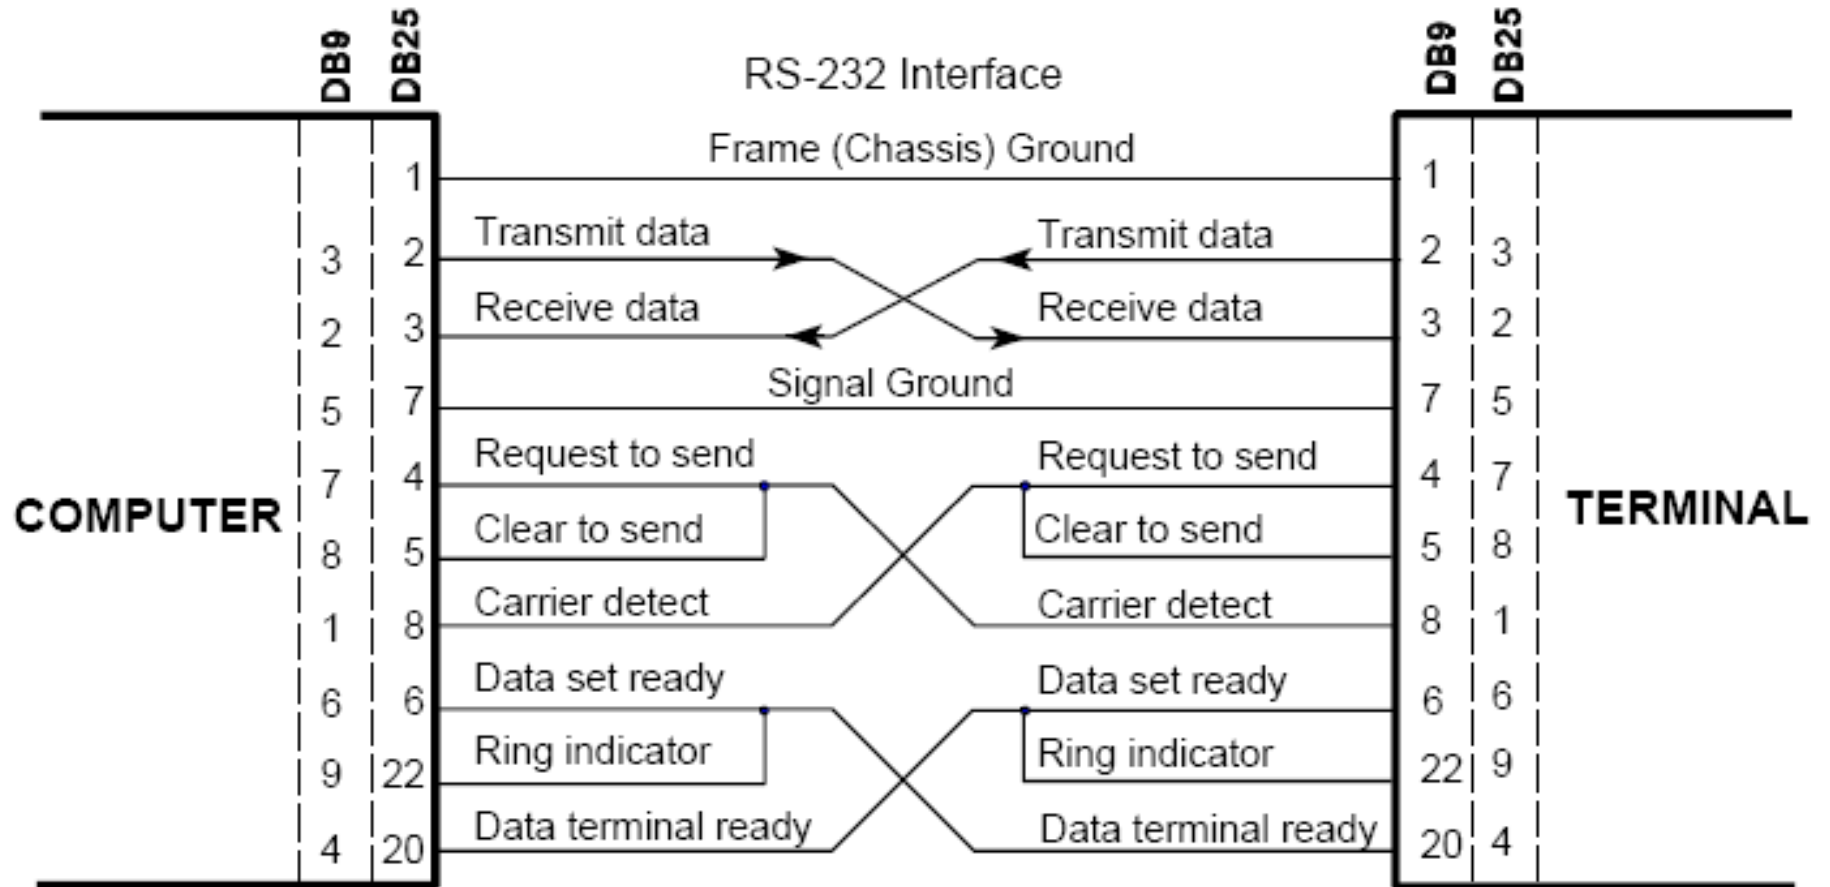 DB9 DB25 DB9 DB25
RS-232 Interface
Frame (Chassis) Ground
1 1
Transmit data Transmit data
3 2 2 3
Receive data Receive data
2 3 3 2
Signal Ground
5 7 7 5
Request to send Request to send
7 4 4 7
COMPUTER TERMINAL
Clear to send Clear to send
8 5 5 8
Carrier detect Carrier detect
1 8 8 1
Data set ready Data set ready
6 6 6 6
Ring indicator Ring indicator
9 22 22 9
Data terminal ready Data terminal ready
4 20 20 4